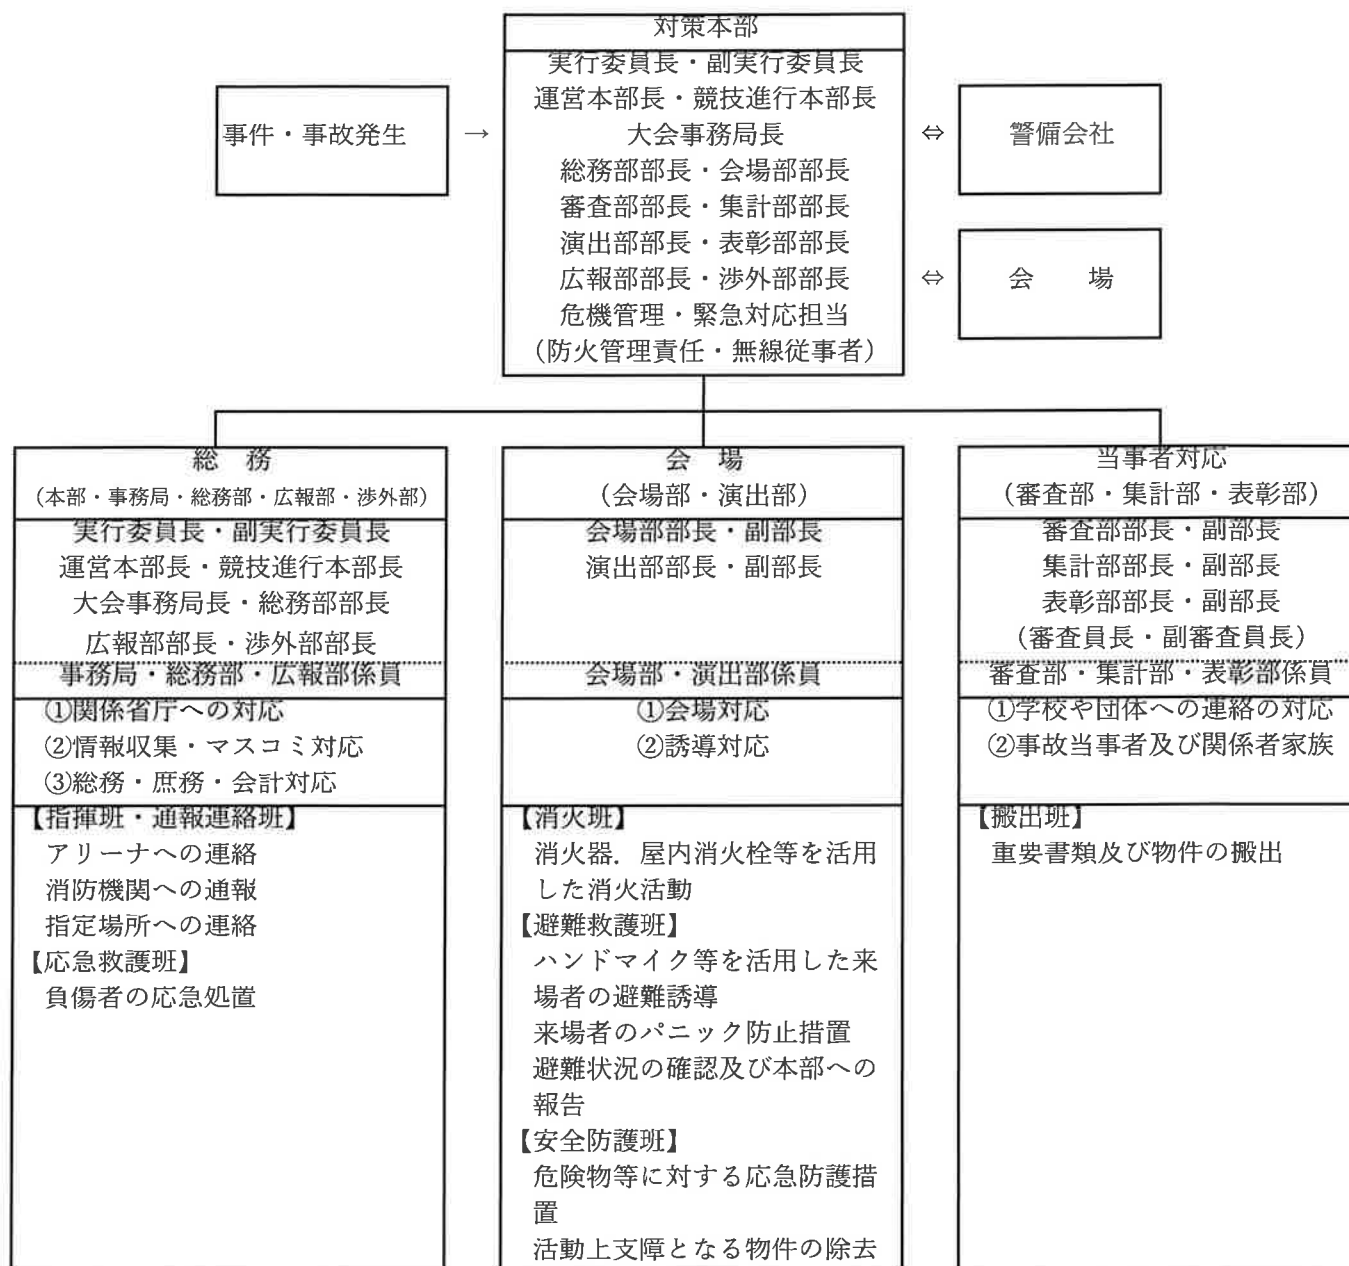 対策本部
実行委員長・副実行委員長
運営本部長・競技進行本部長
大会事務局長
総務部部長・会場部部長
審査部部長・集計部部長
演出部部長・表彰部部長
広報部部長・渉外部部長
危機管理・緊急対応担当
（防火管理責任・無線従事者）
事件・事故発生
→
⇔
警備会社
⇔
会　場
総　務
（本部・事務局・総務部・広報部・渉外部）
実行委員長・副実行委員長
運営本部長・競技進行本部長
大会事務局長・総務部部長
広報部部長・渉外部部長
事務局・総務部・広報部係員
①関係省庁への対応
②情報収集・マスコミ対応
③総務・庶務・会計対応
【指揮班・通報連絡班】
アリーナへの連絡
消防機関への通報
指定場所への連絡
【応急救護班】
負傷者の応急処置
会　場
（会場部・演出部）
会場部部長・副部長
演出部部長・副部長
会場部・演出部係員
①会場対応
②誘導対応
【消火班】
消火器．屋内消火栓等を活用
した消火活動
【避難救護班】
ハンドマイク等を活用した来
場者の避難誘導
来場者のパニック防止措置
避難状況の確認及び本部への
報告
【安全防護班】
危険物等に対する応急防護措
置
活動上支障となる物件の除去
当事者対応
（審査部・集計部・表彰部）
審査部部長・副部長
集計部部長・副部長
表彰部部長・副部長
（審査員長・副審査員長）
審査部・集計部・表彰部係員
①学校や団体への連絡の対応
②事故当事者及び関係者家族
【搬出班】
重要書類及び物件の搬出